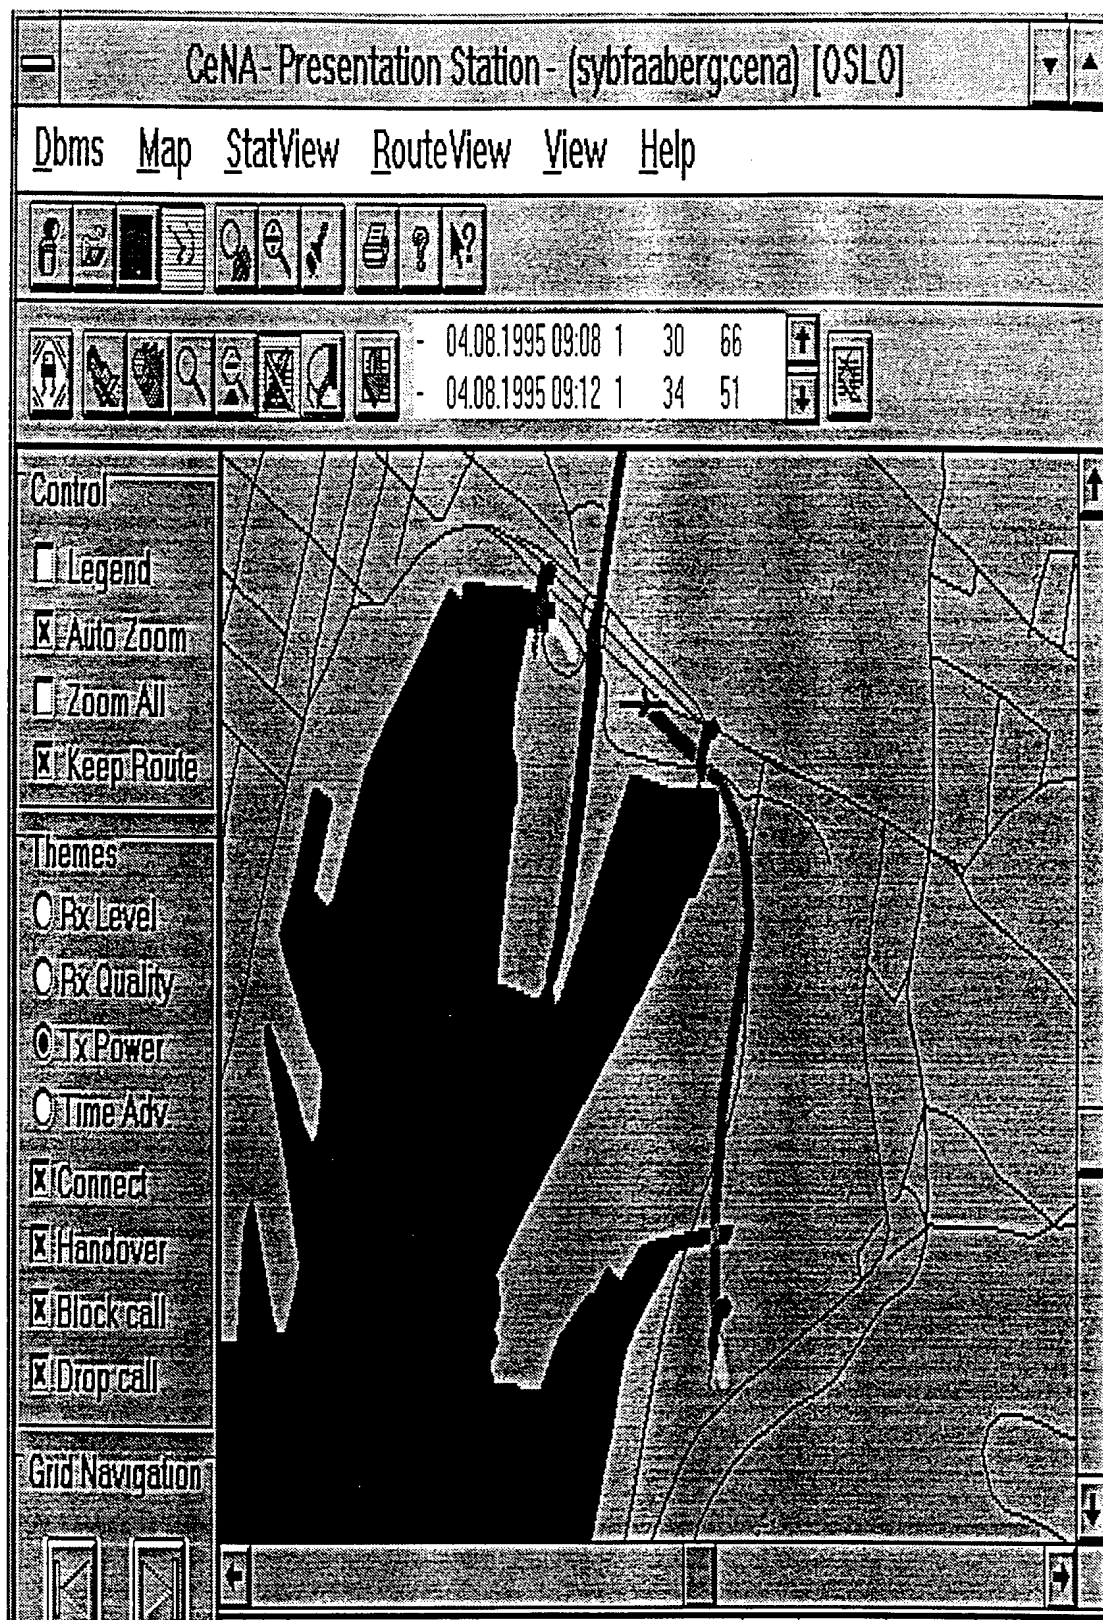 CeNA - Presentation Station - (sybfaaberg:cena) [OSLO]
Dbms Map StatView RouteView View Help
- 04.08.1995 09:08 1 30 66
- 04.08.1995 09:12 1 34 51
Control
Legend
Auto Zoom
Zoom All
Keep Route
Themes
Rx Level
Rx Quality
Tx Power
Time Adv.
Connect
Handover
Block call
Drop call
Grid Navigation